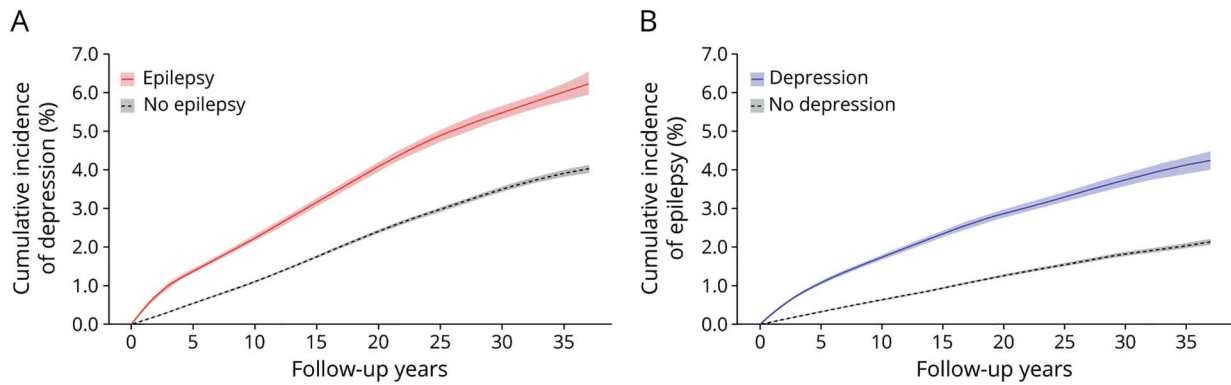 A
Cumulative incidence
of depression (%)
7.0
6.0
5.0
4.0
3.0
2.0
1.0
0.0
Epilepsy
No epilepsy
0 5 10 15 20 25 30 35
Follow-up years
B
Cumulative incidence
of epilepsy (%)
7.0
6.0
5.0
4.0
3.0
2.0
1.0
0.0
Depression
No depression
0 5 10 15 20 25 30 35
Follow-up years